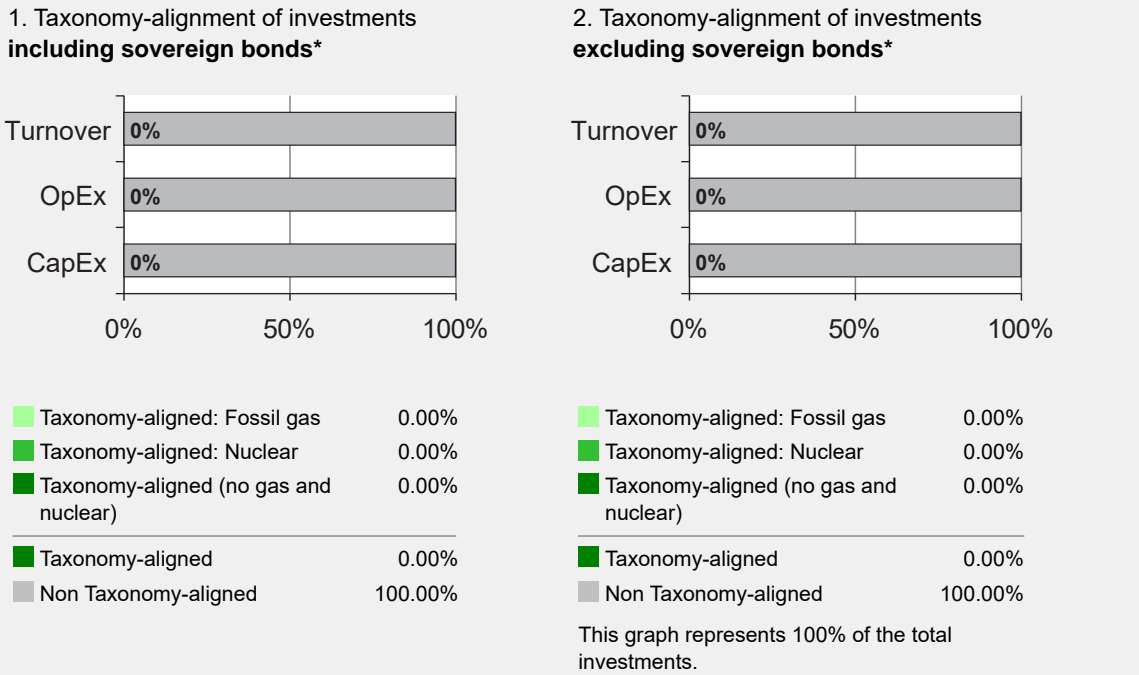 1. Taxonomy-alignment of investments
including sovereign bonds*
Turnover 0%
OpEx 0%
CapEx 0%
0% 50% 100%
Taxonomy-aligned: Fossil gas 0.00%
Taxonomy-aligned: Nuclear 0.00%
Taxonomy-aligned (no gas and 0.00%
nuclear)
Taxonomy-aligned 0.00%
Non Taxonomy-aligned 100.00%
2. Taxonomy-alignment of investments
excluding sovereign bonds*
Turnover 0%
OpEx 0%
CapEx 0%
0% 50% 100%
Taxonomy-aligned: Fossil gas 0.00%
Taxonomy-aligned: Nuclear 0.00%
Taxonomy-aligned (no gas and 0.00%
nuclear)
Taxonomy-aligned 0.00%
Non Taxonomy-aligned 100.00%
This graph represents 100% of the total
investments.